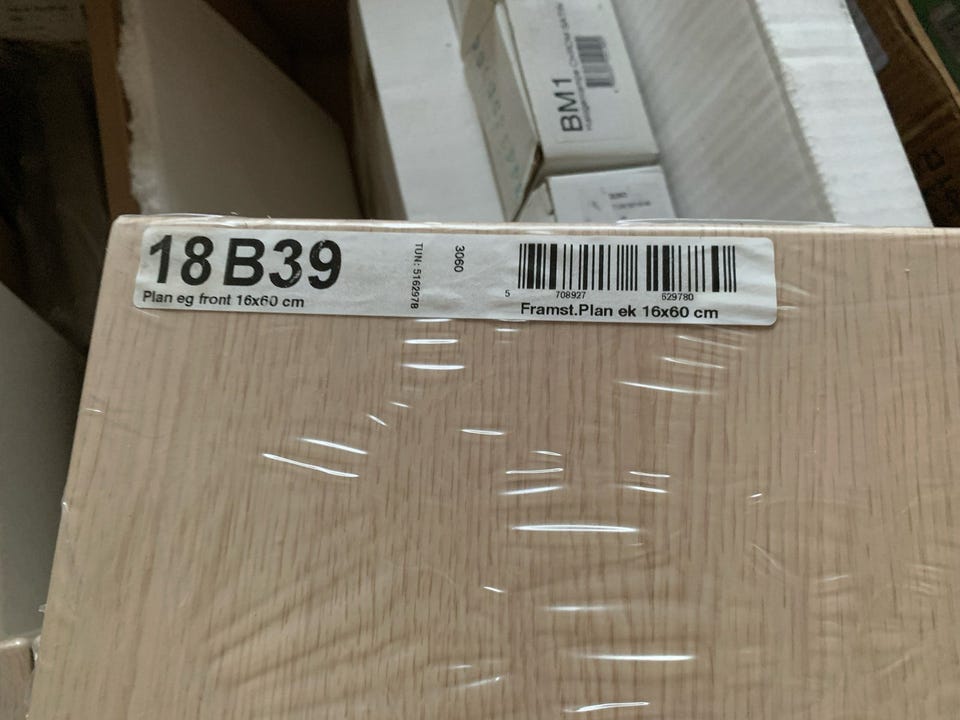 BM1
18B39
Plan eg front 16x60 cm
TUN: 5162978
3060
5 708927 529780
Framst.Plan ek 16x60 cm